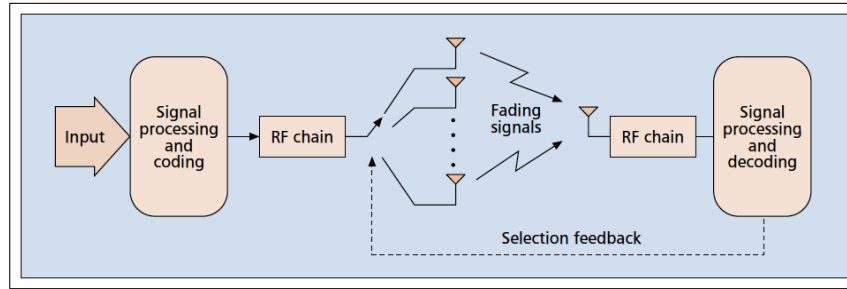 Input
Signal
processing
and
coding
RF chain
Fading
signals
RF chain
Signal
processing
and
decoding
Selection feedback